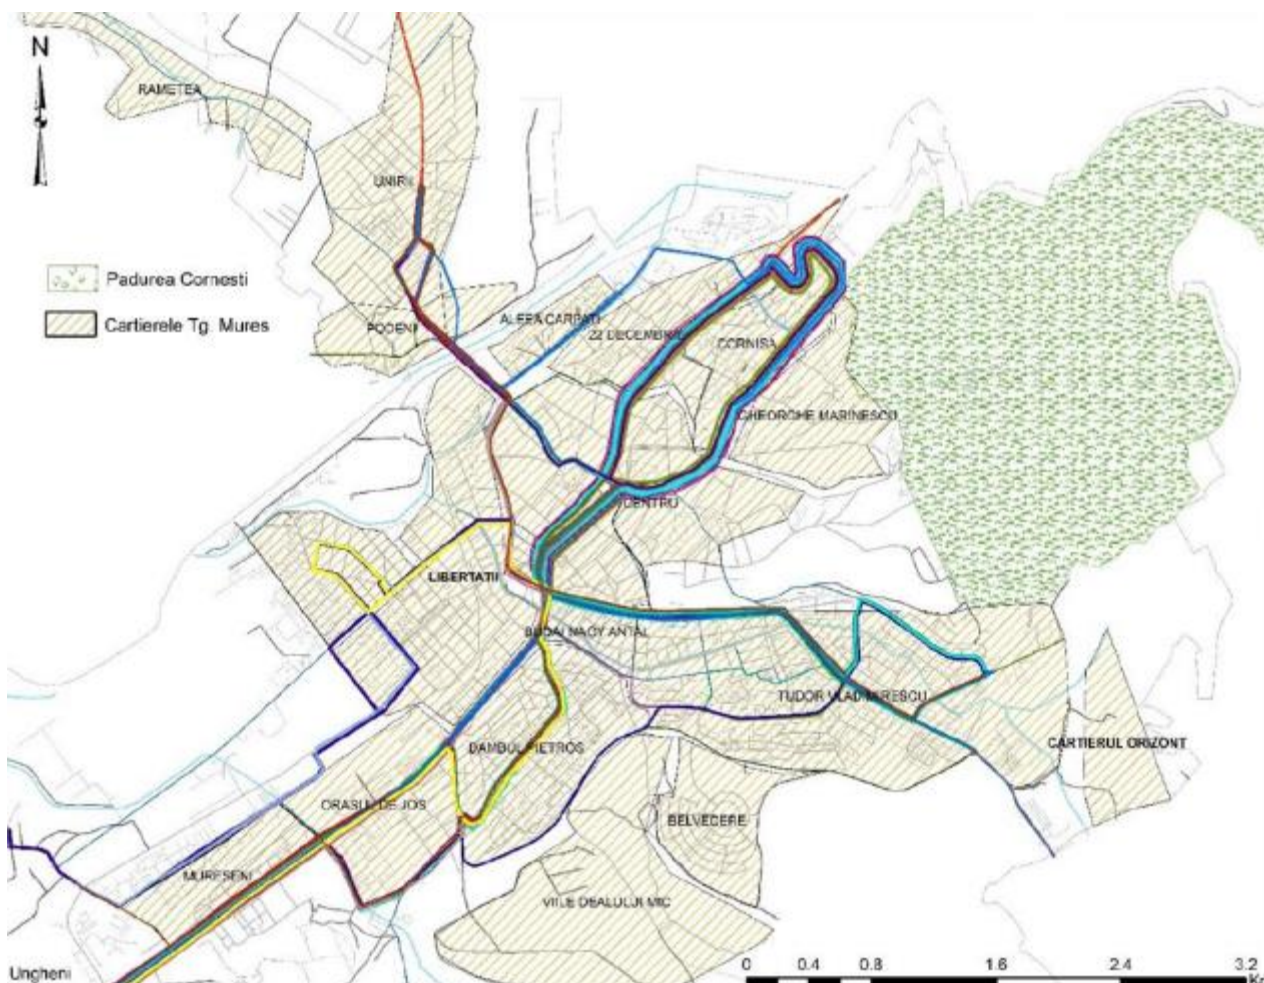 N
RAMETEA
UNIRII
Padurea Cornesti
Cartierele Tg. Mures
PODENI
ALEEA CARPATI
22 DECEMBRIE
CORNISA
GHEORGHE MARINESCU
CENTRU
LIBERTATII
BUDAI NAGY ANTAL
TUDOR VLADIMIRESCU
CARTIERUL ORIZONT
DAMBUL PIETROS
ORASUL DE JOS
BELVEDERE
MURESENI
VIILE DEALULUI MIC
Ungheni
0 0.4 0.8 1.6 2.4 3.2